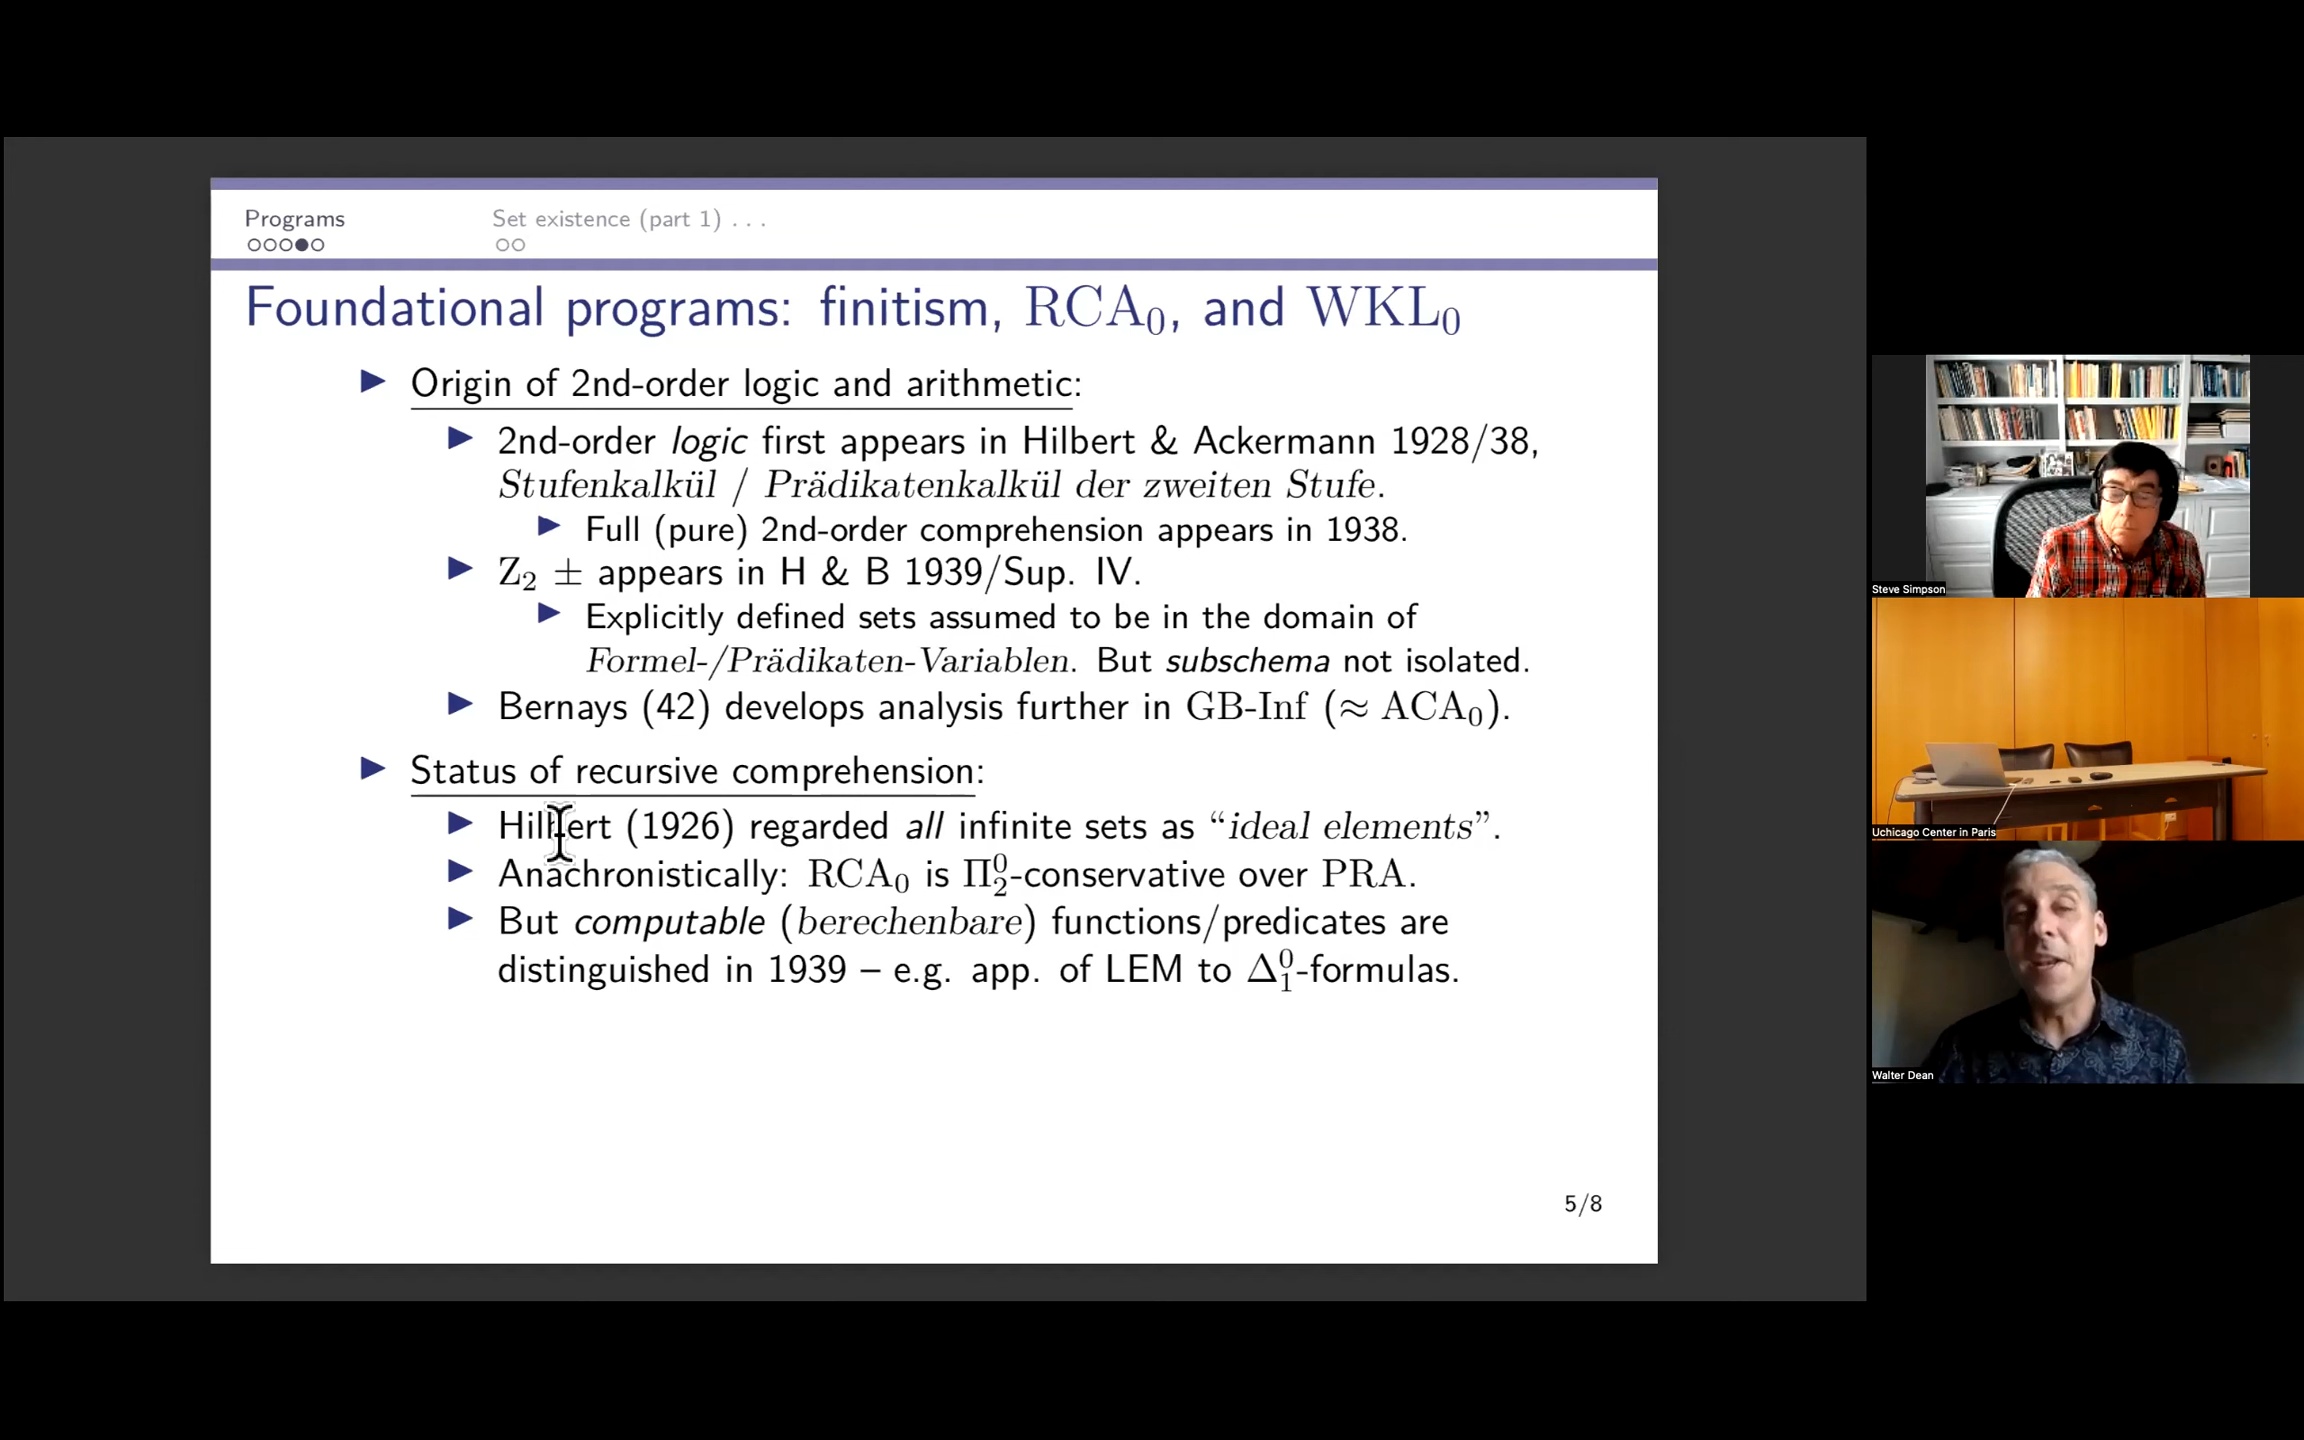 Programs
Set existence (part 1) . . .
Foundational programs: finitism, RCA₀, and WKL₀
▶ Origin of 2nd-order logic and arithmetic:
▶ 2nd-order logic first appears in Hilbert & Ackermann 1928/38,
Stufenkalkül / Prädikatenkalkül der zweiten Stufe.
▶ Full (pure) 2nd-order comprehension appears in 1938.
▶ Z₂ ± appears in H & B 1939/Sup. IV.
▶ Explicitly defined sets assumed to be in the domain of
Formel-/Prädikaten-Variablen. But subschema not isolated.
▶ Bernays (42) develops analysis further in GB-Inf (≈ ACA₀).
▶ Status of recursive comprehension:
▶ Hilbert (1926) regarded all infinite sets as “ideal elements”.
▶ Anachronistically: RCA₀ is Π⁰₂-conservative over PRA.
▶ But computable (berechenbare) functions/predicates are
distinguished in 1939 – e.g. app. of LEM to Δ⁰₁-formulas.
5/8
Steve Simpson
Uchicago Center in Paris
Walter Dean